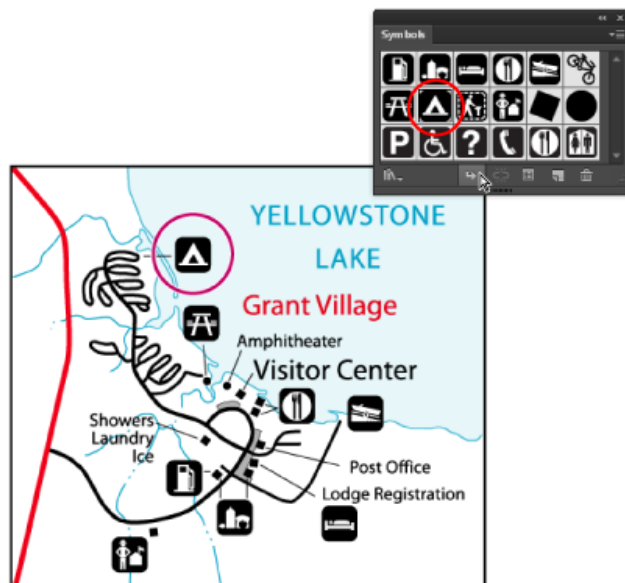 Symbols
P
?
YELLOWSTONE
LAKE
Grant Village
Amphitheater
Visitor Center
Showers
Laundry
Ice
Post Office
Lodge Registration